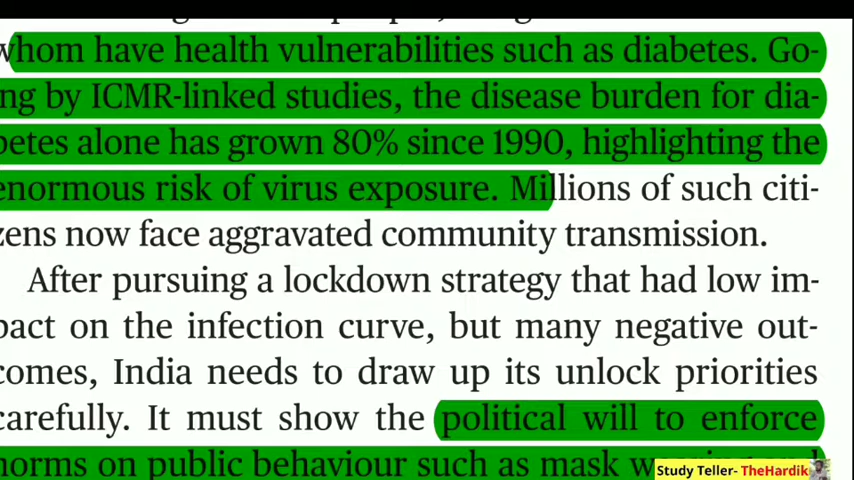 whom have health vulnerabilities such as diabetes. Go-
ng by ICMR-linked studies, the disease burden for dia-
betes alone has grown 80% since 1990, highlighting the
enormous risk of virus exposure. Millions of such citi-
zens now face aggravated community transmission.
After pursuing a lockdown strategy that had low im-
pact on the infection curve, but many negative out-
comes, India needs to draw up its unlock priorities
carefully. It must show the political will to enforce
norms on public behaviour such as mask
Study Teller- TheHardik